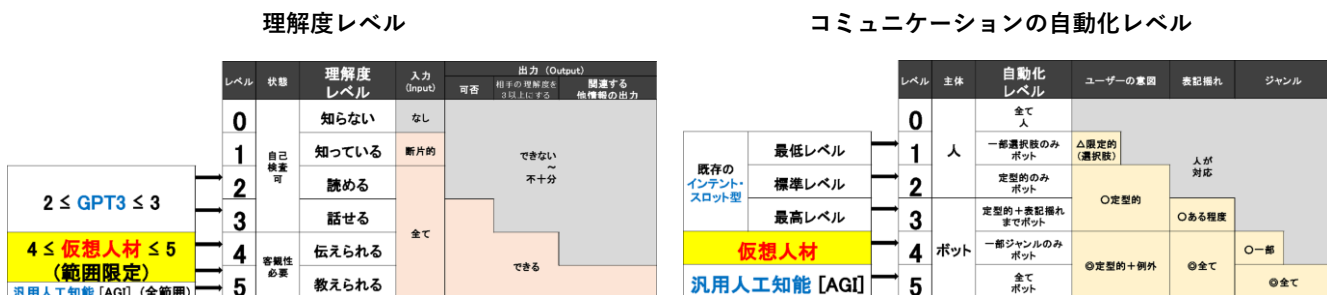 理解度レベル
コミュニケーションの自動化レベル
レベル 状態 理解度レベル 入力(Input) 出力 (Output)
可否 相手の理解度を3以上にする 関連する他情報の出力
0 知らない なし
1 知っている 断片的
自己検査可
できない
~
不十分
2 読める
2 ≤ GPT3 ≤ 3
3 話せる
全て
4 ≤ 仮想人材 ≤ 5
(範囲限定)
4 伝えられる
客観性必要
できる
汎用人工知能 [AGI] (全範囲)
5 教えられる
レベル 主体 自動化レベル ユーザーの意図 表記揺れ ジャンル
0 全て人
最低レベル 1 人 一部選択肢のみボット △限定的(選択肢)
既存の
インテント・
スロット型
人が対応
標準レベル 2 定型的のみボット
○定型的
最高レベル 3 定型的+表記揺れまでボット ○ある程度
仮想人材 4 ボット 一部ジャンルのみボット ○一部
◎定型的+例外 ◎全て
汎用人工知能 [AGI] 5 全てボット ◎全て